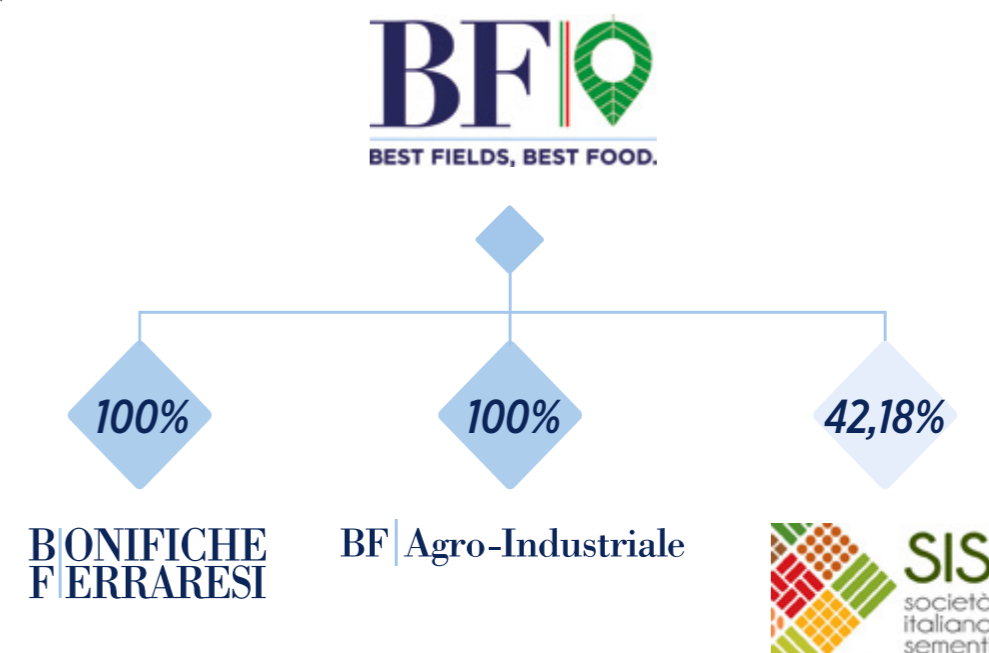 BF
BEST FIELDS, BEST FOOD.
100%
100%
42,18%
BONIFICHE
FERRARESI
BF Agro-Industriale
SIS
società
italiana
sementi